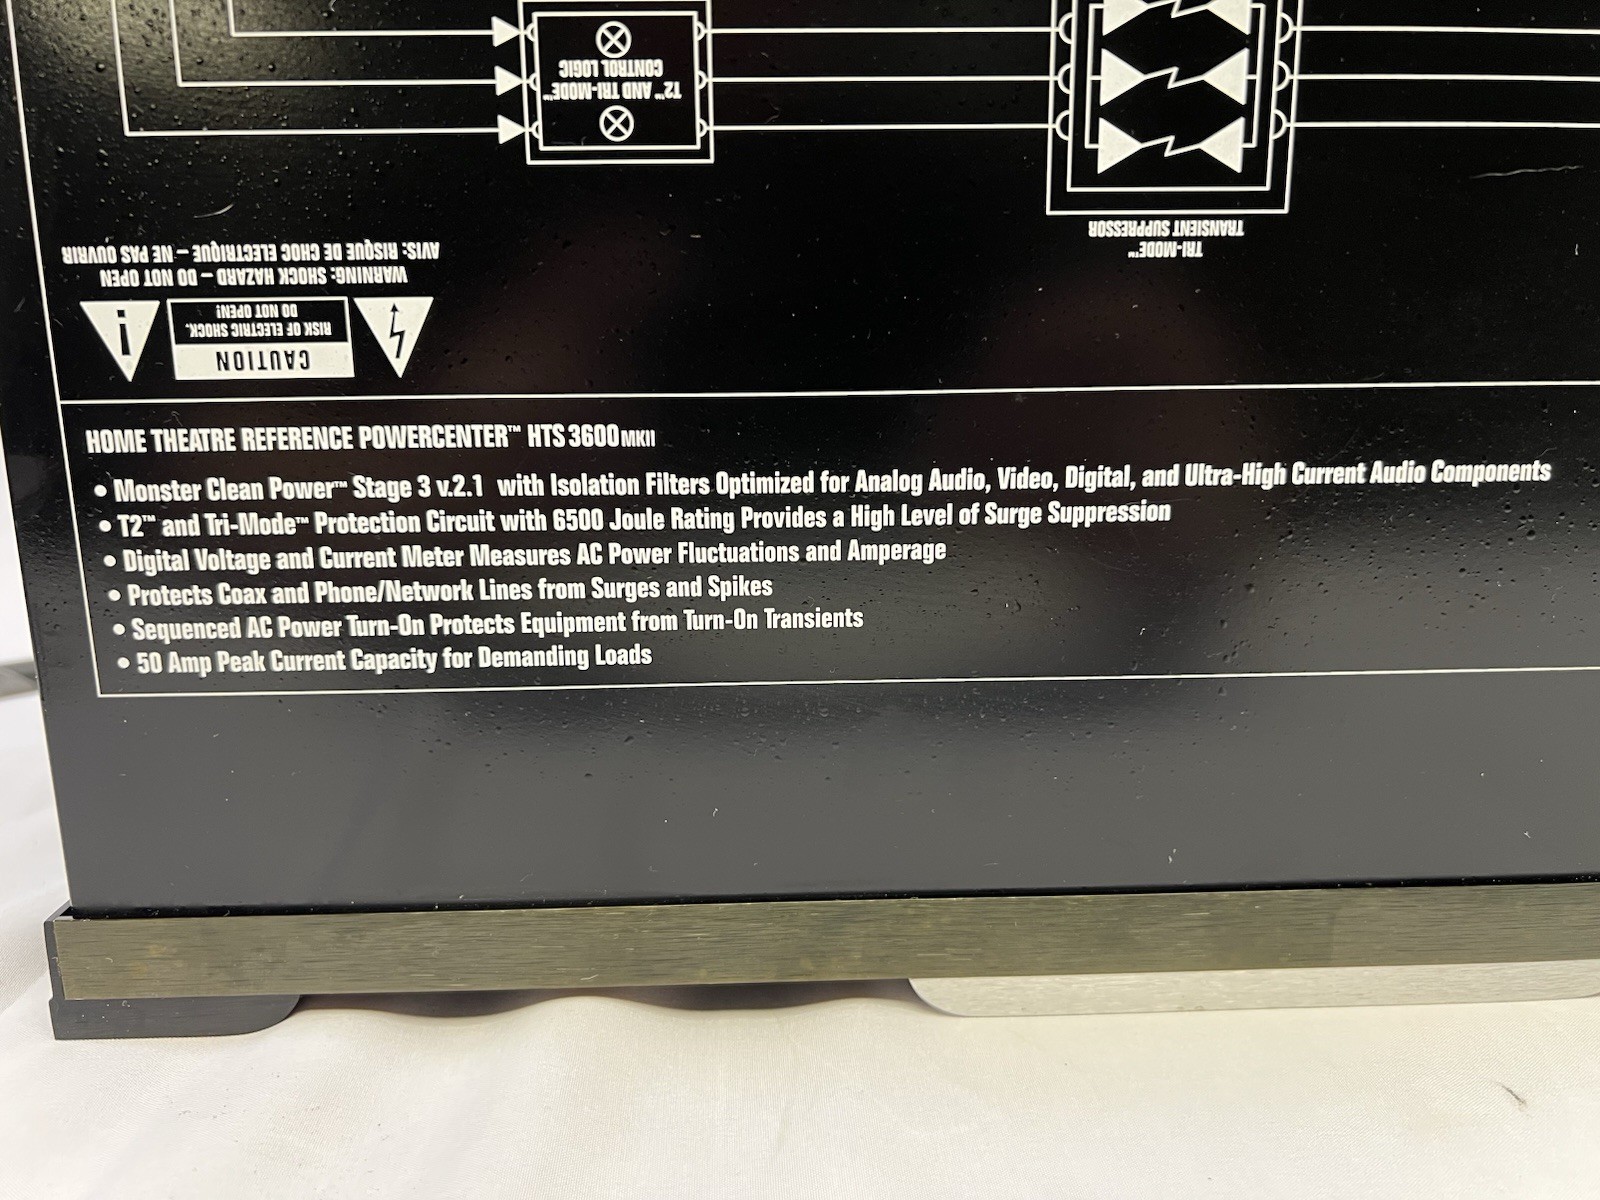 T2™ AND TRI-MODE™
CONTROL LOGIC
TRI-MODE™
TRANSIENT SUPPRESSOR
CAUTION
RISK OF ELECTRIC SHOCK.
DO NOT OPEN!
WARNING: SHOCK HAZARD – DO NOT OPEN
AVIS: RISQUE DE CHOC ELECTRIQUE – NE PAS OUVRIR
HOME THEATRE REFERENCE POWERCENTER™ HTS 3600 MKII
• Monster Clean Power™ Stage 3 v.2.1 with Isolation Filters Optimized for Analog Audio, Video, Digital, and Ultra-High Current Audio Components
• T2™ and Tri-Mode™ Protection Circuit with 6500 Joule Rating Provides a High Level of Surge Suppression
• Digital Voltage and Current Meter Measures AC Power Fluctuations and Amperage
• Protects Coax and Phone/Network Lines from Surges and Spikes
• Sequenced AC Power Turn-On Protects Equipment from Turn-On Transients
• 50 Amp Peak Current Capacity for Demanding Loads